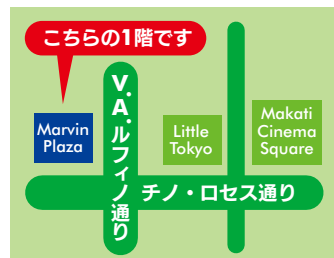 こちらの1階です
V.A.ルフィノ通り
Marvin
Plaza
Little
Tokyo
Makati
Cinema
Square
チノ・ロセス通り